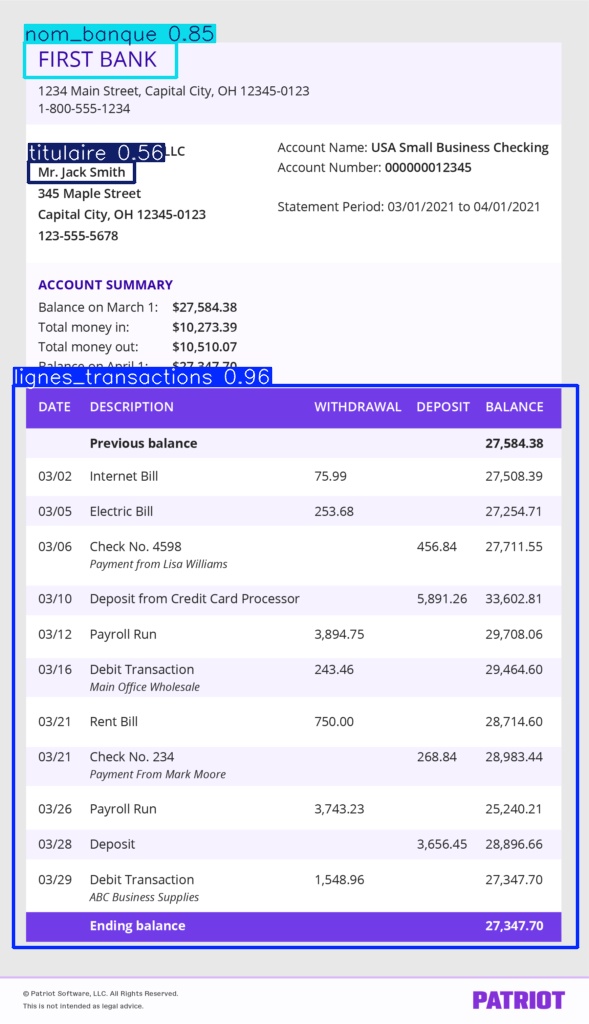 nom_banque 0.85
FIRST BANK
1234 Main Street, Capital City, OH 12345-0123
1-800-555-1234
titulaire 0.56 LLC
Mr. Jack Smith
345 Maple Street
Capital City, OH 12345-0123
123-555-5678
Account Name: USA Small Business Checking
Account Number: 000000012345
Statement Period: 03/01/2021 to 04/01/2021
ACCOUNT SUMMARY
Balance on March 1: $27,584.38
Total money in: $10,273.39
Total money out: $10,510.07
Balance on April 1: $27,347.70
lignes_transactions 0.96
DATE DESCRIPTION WITHDRAWAL DEPOSIT BALANCE
Previous balance 27,584.38
03/02 Internet Bill 75.99 27,508.39
03/05 Electric Bill 253.68 27,254.71
03/06 Check No. 4598 456.84 27,711.55
Payment from Lisa Williams
03/10 Deposit from Credit Card Processor 5,891.26 33,602.81
03/12 Payroll Run 3,894.75 29,708.06
03/16 Debit Transaction 243.46 29,464.60
Main Office Wholesale
03/21 Rent Bill 750.00 28,714.60
03/21 Check No. 234 268.84 28,983.44
Payment From Mark Moore
03/26 Payroll Run 3,743.23 25,240.21
03/28 Deposit 3,656.45 28,896.66
03/29 Debit Transaction 1,548.96 27,347.70
ABC Business Supplies
Ending balance 27,347.70
© Patriot Software, LLC. All Rights Reserved.
This is not intended as legal advice.
PATRIOT